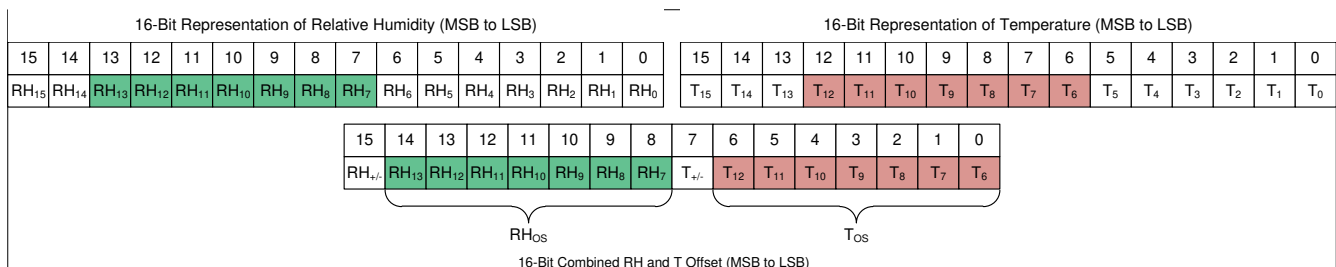 16-Bit Representation of Relative Humidity (MSB to LSB) 16-Bit Representation of Temperature (MSB to LSB)
15 14 13 12 11 10 9 8 7 6 5 4 3 2 1 0 15 14 13 12 11 10 9 8 7 6 5 4 3 2 1 0
RH15 RH14 RH13 RH12 RH11 RH10 RH9 RH8 RH7 RH6 RH5 RH4 RH3 RH2 RH1 RH0 T15 T14 T13 T12 T11 T10 T9 T8 T7 T6 T5 T4 T3 T2 T1 T0
15 14 13 12 11 10 9 8 7 6 5 4 3 2 1 0
RH+/- RH13 RH12 RH11 RH10 RH9 RH8 RH7 T+/- T12 T11 T10 T9 T8 T7 T6
RHOS TOS
16-Bit Combined RH and T Offset (MSB to LSB)